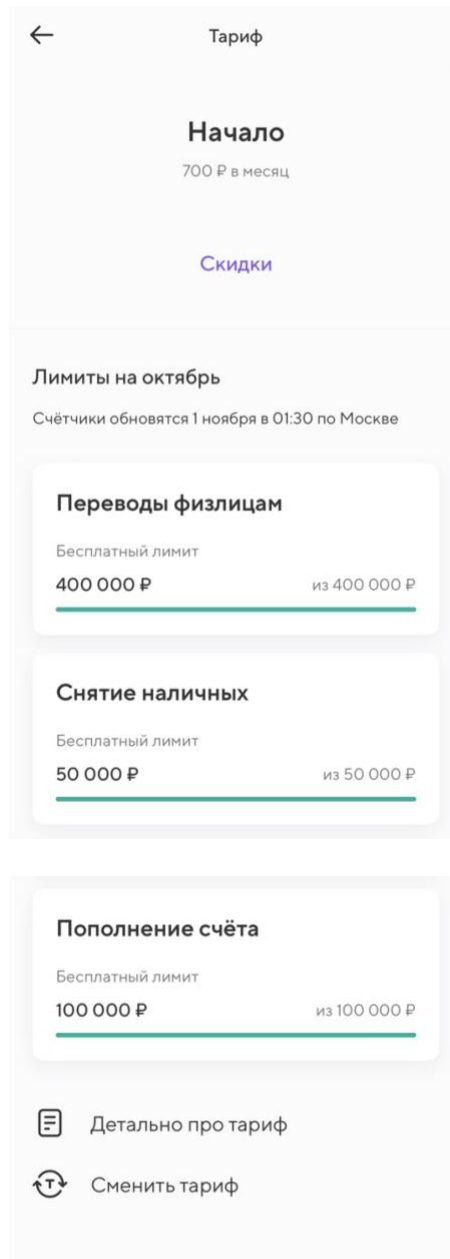 Тариф
Начало
700 ₽ в месяц
Скидки
Лимиты на октябрь
Счётчики обновятся 1 ноября в 01:30 по Москве
Переводы физлицам
Бесплатный лимит
400 000 ₽ из 400 000 ₽
Снятие наличных
Бесплатный лимит
50 000 ₽ из 50 000 ₽
Пополнение счёта
Бесплатный лимит
100 000 ₽ из 100 000 ₽
Детально про тариф
Т Сменить тариф